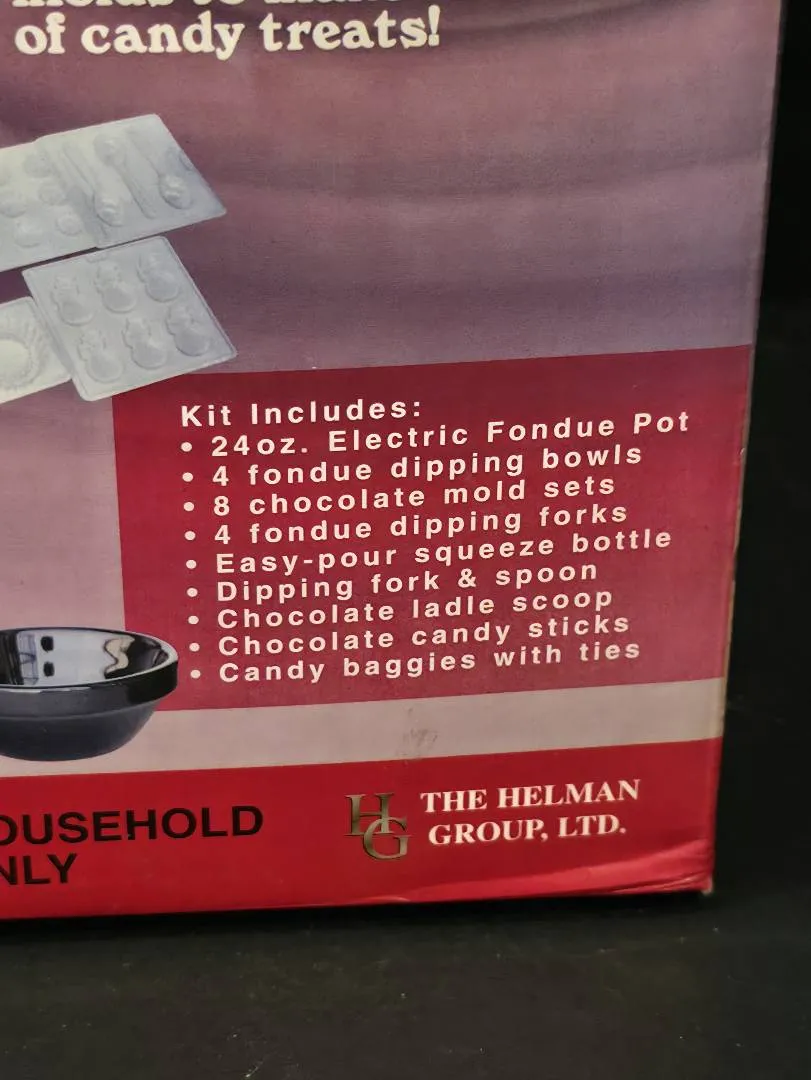 of candy treats!
Kit Includes:
• 24oz. Electric Fondue Pot
• 4 fondue dipping bowls
• 8 chocolate mold sets
• 4 fondue dipping forks
• Easy-pour squeeze bottle
• Dipping fork & spoon
• Chocolate ladle scoop
• Chocolate candy sticks
• Candy baggies with ties
OUSEHOLD
NLY
HG
THE HELMAN
GROUP, LTD.